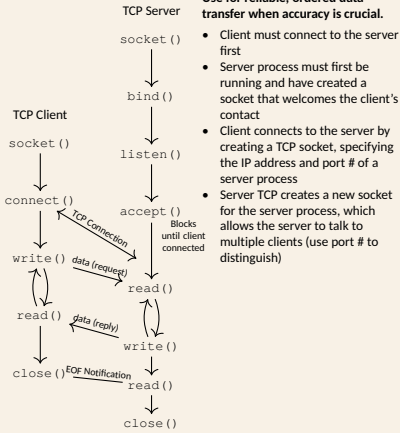 TCP Server
socket()
bind()
listen()
accept()
Blocks
until client
connected
read()
write()
read()
close()
TCP Client
socket()
connect()
write()
read()
close()
TCP Connection
data (request)
data (reply)
EOF Notification
transfer when accuracy is crucial.
• Client must connect to the server
first
• Server process must first be
running and have created a
socket that welcomes the client's
contact
• Client connects to the server by
creating a TCP socket, specifying
the IP address and port # of a
server process
• Server TCP creates a new socket
for the server process, which
allows the server to talk to
multiple clients (use port # to
distinguish)